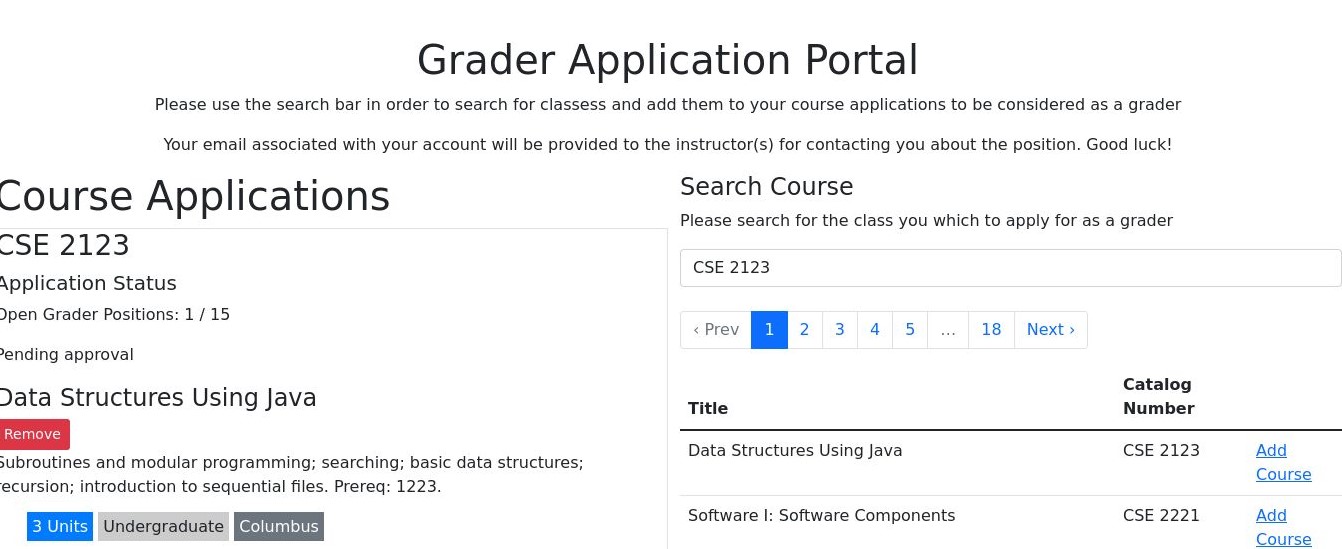 Grader Application Portal
Please use the search bar in order to search for classess and add them to your course applications to be considered as a grader
Your email associated with your account will be provided to the instructor(s) for contacting you about the position. Good luck!
Course Applications
CSE 2123
Application Status
Open Grader Positions: 1 / 15
Pending approval
Data Structures Using Java
Remove
Subroutines and modular programming; searching; basic data structures;
recursion; introduction to sequential files. Prereq: 1223.
3 Units Undergraduate Columbus
Search Course
Please search for the class you which to apply for as a grader
CSE 2123
‹ Prev 1 2 3 4 5 … 18 Next ›
Title Catalog Number
Data Structures Using Java CSE 2123 Add Course
Software I: Software Components CSE 2221 Add Course